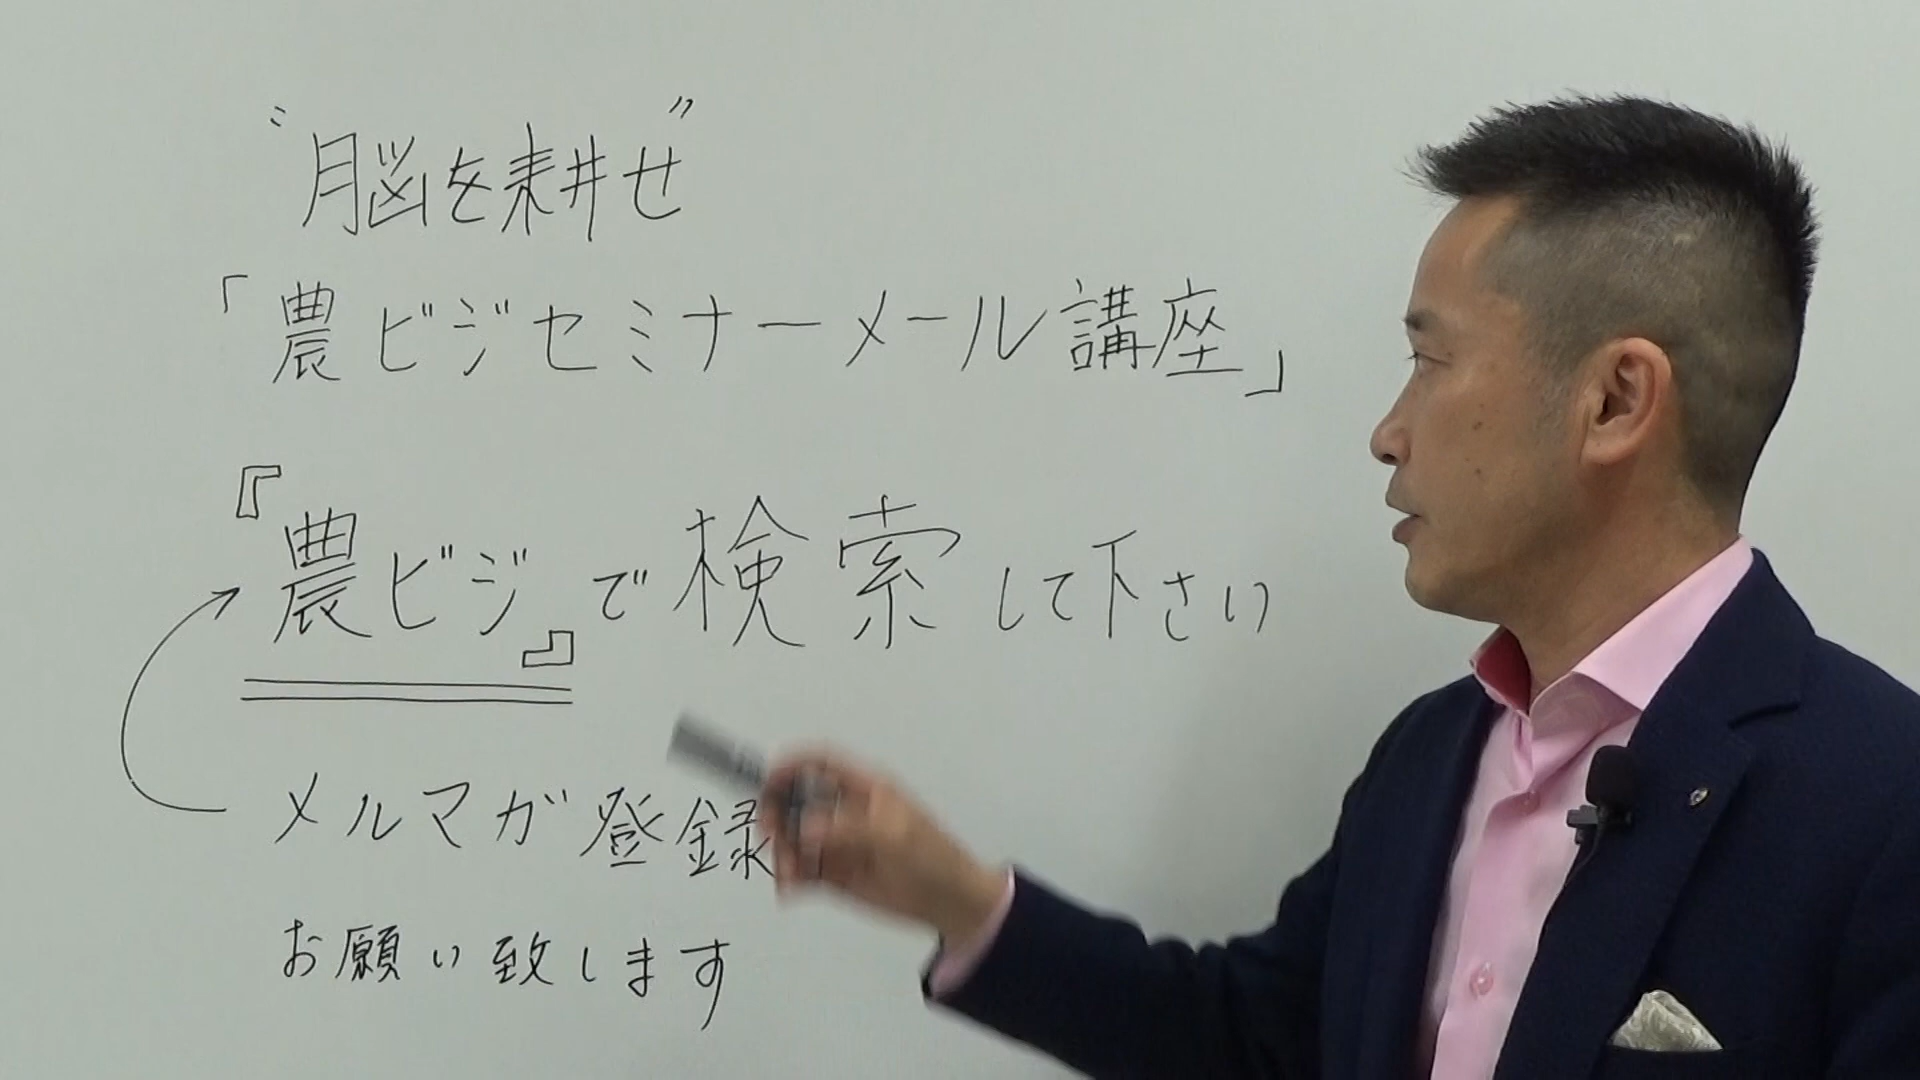 〝脳を耕せ〟
「農ビジセミナーメール講座」
『農ビジ』で検索して下さい
メルマガ登録
お願い致します